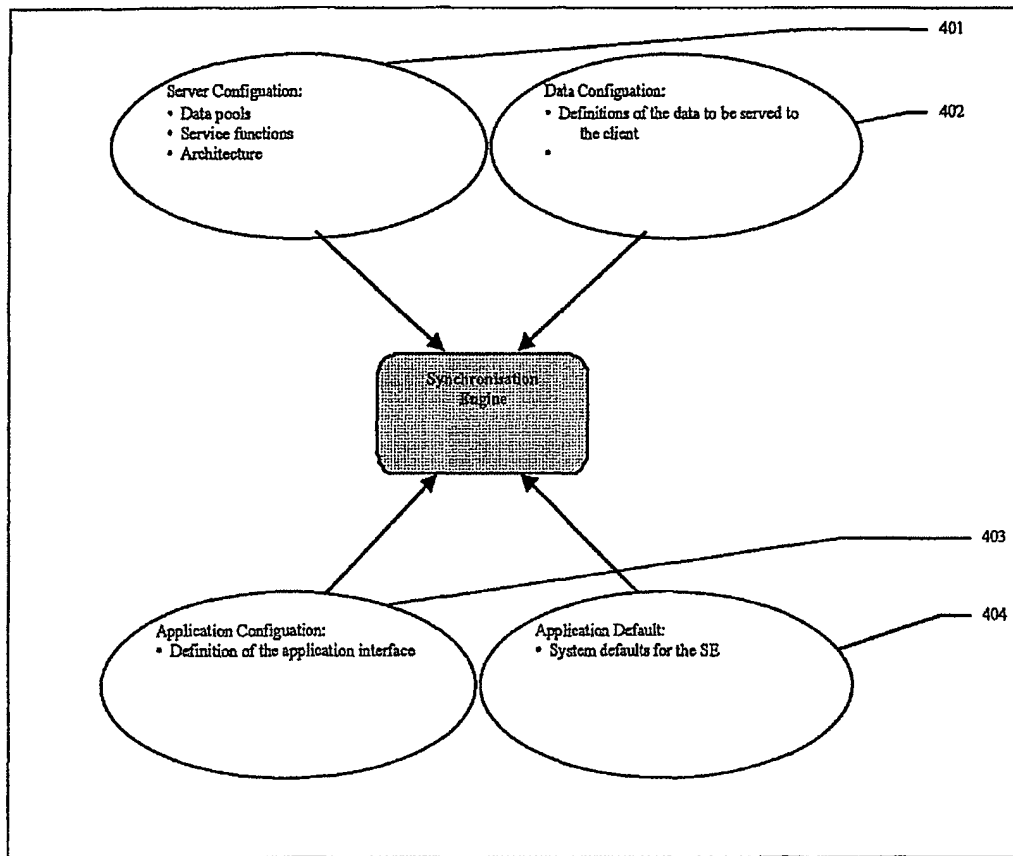 401
Server Configuation:
• Data pools
• Service functions
• Architecture
Data Configuation:
• Definitions of the data to be served to
the client
•
402
Synchronisation
Engine
403
Application Configuation:
• Definition of the application interface
Application Default:
• System defaults for the SE
404